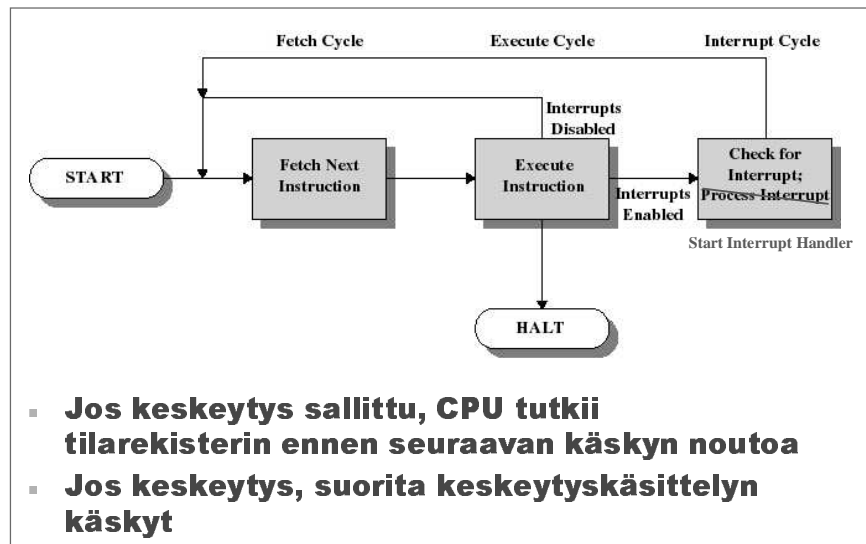 Fetch Cycle
Execute Cycle
Interrupt Cycle
Interrupts
Disabled
START
Fetch Next
Instruction
Execute
Instruction
Interrupts
Enabled
Check for
Interrupt;
Process Interrupt
Start Interrupt Handler
HALT
Jos keskeytys sallittu, CPU tutkii
tilarekisterin ennen seuraavan käskyn noutoa
Jos keskeytys, suorita keskeytyskäsittelyn
käskyt